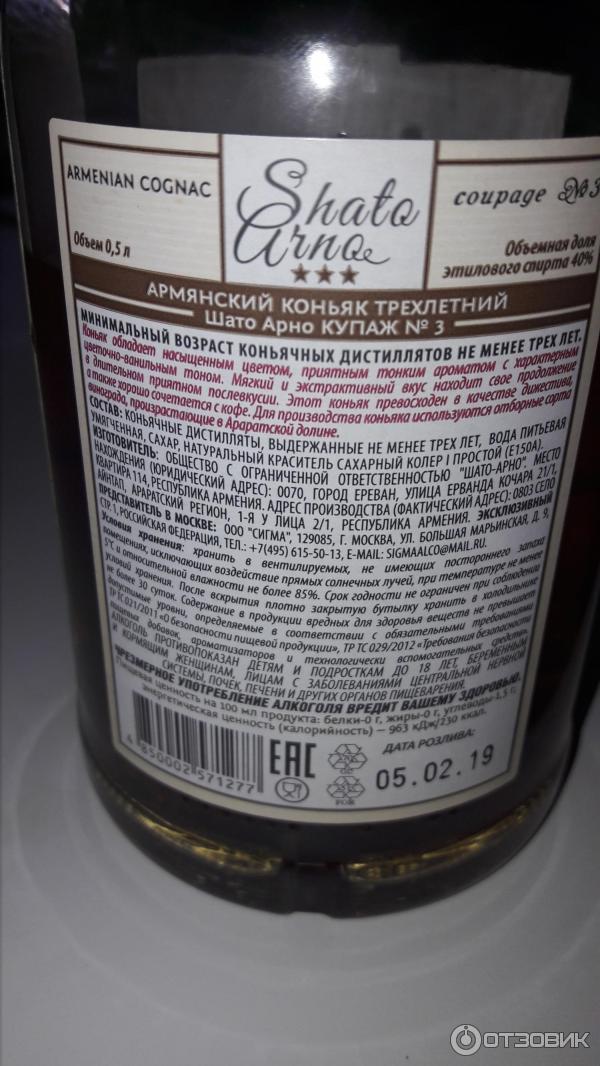 ARMENIAN COGNAC
Shato
Arno
coupage №3
Объем 0,5 л
Объемная доля
этилового спирта 40%
АРМЯНСКИЙ КОНЬЯК ТРЕХЛЕТНИЙ
Шато Арно КУПАЖ № 3
МИНИМАЛЬНЫЙ ВОЗРАСТ КОНЬЯЧНЫХ ДИСТИЛЛЯТОВ НЕ МЕНЕЕ ТРЕХ ЛЕТ.
Коньяк обладает насыщенным цветом, приятным тонким ароматом с характерным
цветочно-ванильным тоном. Мягкий и экстрактивный вкус находит свое продолжение
в длительном приятном послевкусии. Этот коньяк превосходен в качестве дижестива,
а также хорошо сочетается с кофе. Для производства коньяка используются отборные сорта
винограда, произрастающие в Араратской долине.
СОСТАВ: КОНЬЯЧНЫЕ ДИСТИЛЛЯТЫ, ВЫДЕРЖАННЫЕ НЕ МЕНЕЕ ТРЕХ ЛЕТ, ВОДА ПИТЬЕВАЯ
УМЯГЧЕННАЯ, САХАР, НАТУРАЛЬНЫЙ КРАСИТЕЛЬ САХАРНЫЙ КОЛЕР I ПРОСТОЙ (Е150А).
ИЗГОТОВИТЕЛЬ: ОБЩЕСТВО С ОГРАНИЧЕННОЙ ОТВЕТСТВЕННОСТЬЮ "ШАТО-АРНО". МЕСТО
НАХОЖДЕНИЯ (ЮРИДИЧЕСКИЙ АДРЕС): 0070, ГОРОД ЕРЕВАН, УЛИЦА ЕРВАНДА КОЧАРА 21/1,
КВАРТИРА 114, РЕСПУБЛИКА АРМЕНИЯ. АДРЕС ПРОИЗВОДСТВА (ФАКТИЧЕСКИЙ АДРЕС): 0803 СЕЛО
АЙНТАП, АРАРАТСКИЙ РЕГИОН, 1-Я У ЛИЦА 2/1, РЕСПУБЛИКА АРМЕНИЯ. ЭКСКЛЮЗИВНЫЙ
ПРЕДСТАВИТЕЛЬ В МОСКВЕ: ООО "СИГМА", 129085, Г. МОСКВА, УЛ. БОЛЬШАЯ МАРЬИНСКАЯ, Д. 9,
СТР. 1, РОССИЙСКАЯ ФЕДЕРАЦИЯ, ТЕЛ.: +7(495) 615-50-13, E-MAIL: SIGMAALCO@MAIL.RU.
Условия хранения: хранить в вентилируемых, не имеющих постороннего запаха
помещениях, исключающих воздействие прямых солнечных лучей, при температуре не менее
5°С и относительной влажности не более 85%. Срок годности не ограничен при соблюдении
условий хранения. После вскрытия плотно закрытую бутылку хранить в холодильнике
не более 30 суток. Содержание в продукции вредных для здоровья веществ не превышает
допустимые уровни, определяемые в соответствии с обязательными требованиями
ТР ТС 021/2011 «О безопасности пищевой продукции», ТР ТС 029/2012 «Требования безопасности
пищевых добавок, ароматизаторов и технологически вспомогательных средств».
АЛКОГОЛЬ ПРОТИВОПОКАЗАН ДЕТЯМ И ПОДРОСТКАМ ДО 18 ЛЕТ, БЕРЕМЕННЫМ
И КОРМЯЩИМ ЖЕНЩИНАМ, ЛИЦАМ С ЗАБОЛЕВАНИЯМИ ЦЕНТРАЛЬНОЙ НЕРВНОЙ
СИСТЕМЫ, ПОЧЕК, ПЕЧЕНИ И ДРУГИХ ОРГАНОВ ПИЩЕВАРЕНИЯ.
ЧРЕЗМЕРНОЕ УПОТРЕБЛЕНИЕ АЛКОГОЛЯ ВРЕДИТ ВАШЕМУ ЗДОРОВЬЮ.
Пищевая ценность на 100 мл продукта: белки-0 г, жиры-0 г, углеводы-1,5 г,
энергетическая ценность (калорийность) – 963 кДж/230 ккал.
4 850002 571277
ЕАС
FOR
ДАТА РОЗЛИВА:
05.02.19
ОТЗОВИК